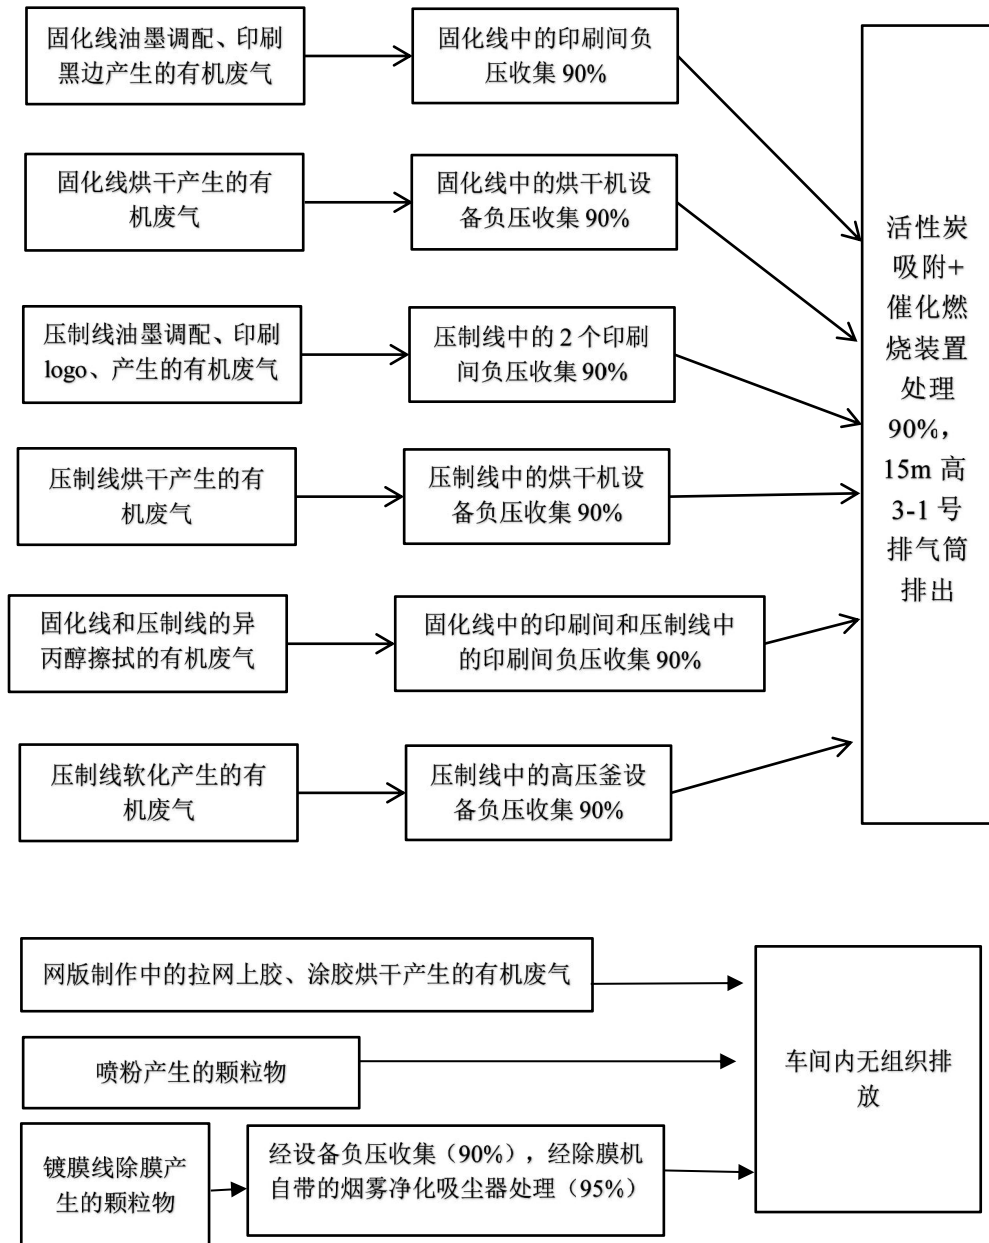 固化线油墨调配、印刷
黑边产生的有机废气
固化线中的印刷间负
压收集 90%
固化线烘干产生的有
机废气
固化线中的烘干机设
备负压收集 90%
压制线油墨调配、印刷
logo、产生的有机废气
压制线中的 2 个印刷
间负压收集 90%
压制线烘干产生的有
机废气
压制线中的烘干机设
备负压收集 90%
固化线和压制线的异
丙醇擦拭的有机废气
固化线中的印刷间和压制线中
的印刷间负压收集 90%
压制线软化产生的有
机废气
压制线中的高压釜设
备负压收集 90%
活性炭
吸附+
催化燃
烧装置
处理
90%，
15m 高
3-1 号
排气筒
排出
网版制作中的拉网上胶、涂胶烘干产生的有机废气
喷粉产生的颗粒物
镀膜线除膜产
生的颗粒物
经设备负压收集（90%），经除膜机
自带的烟雾净化吸尘器处理（95%）
车间内无组织排
放